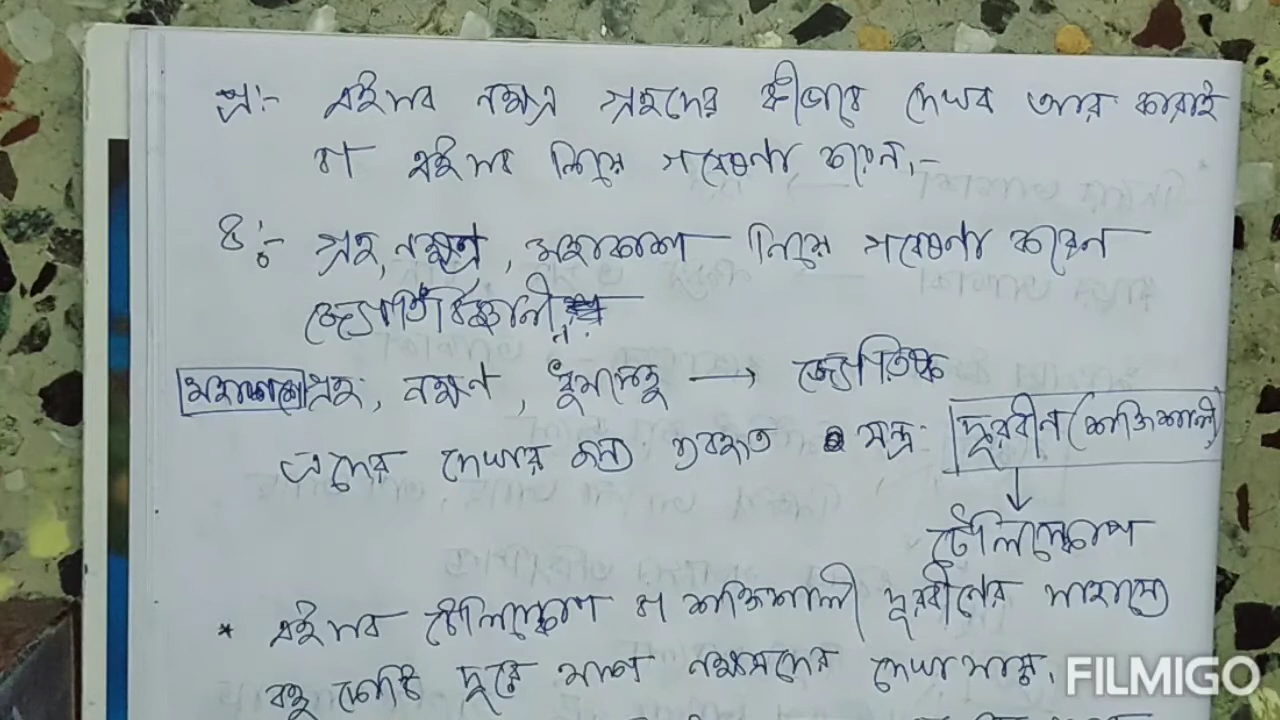 প্র:- এইসব নক্ষত্র গ্রহদের কীভাবে দেখব আর কারাই
বা এইসব নিয়ে গবেষণা করেন,-
উ:- গ্রহ, নক্ষত্র, মহাকাশ নিয়ে গবেষণা করেন
জ্যোতির্বিজ্ঞানী
মহাকাশে গ্রহ, নক্ষত্র, ধূমকেতু → জ্যোতিষ্ক
এদের দেখার জন্য ব্যবহৃত যন্ত্র: দূরবীন (শক্তিশালী)
↓
টেলিস্কোপ
* এইসব টেলিস্কোপ বা শক্তিশালী দূরবীণের সাহায্যে
বহু কোটি দূরে নক্ষত্রদের দেখা যায়,
FILMIGO